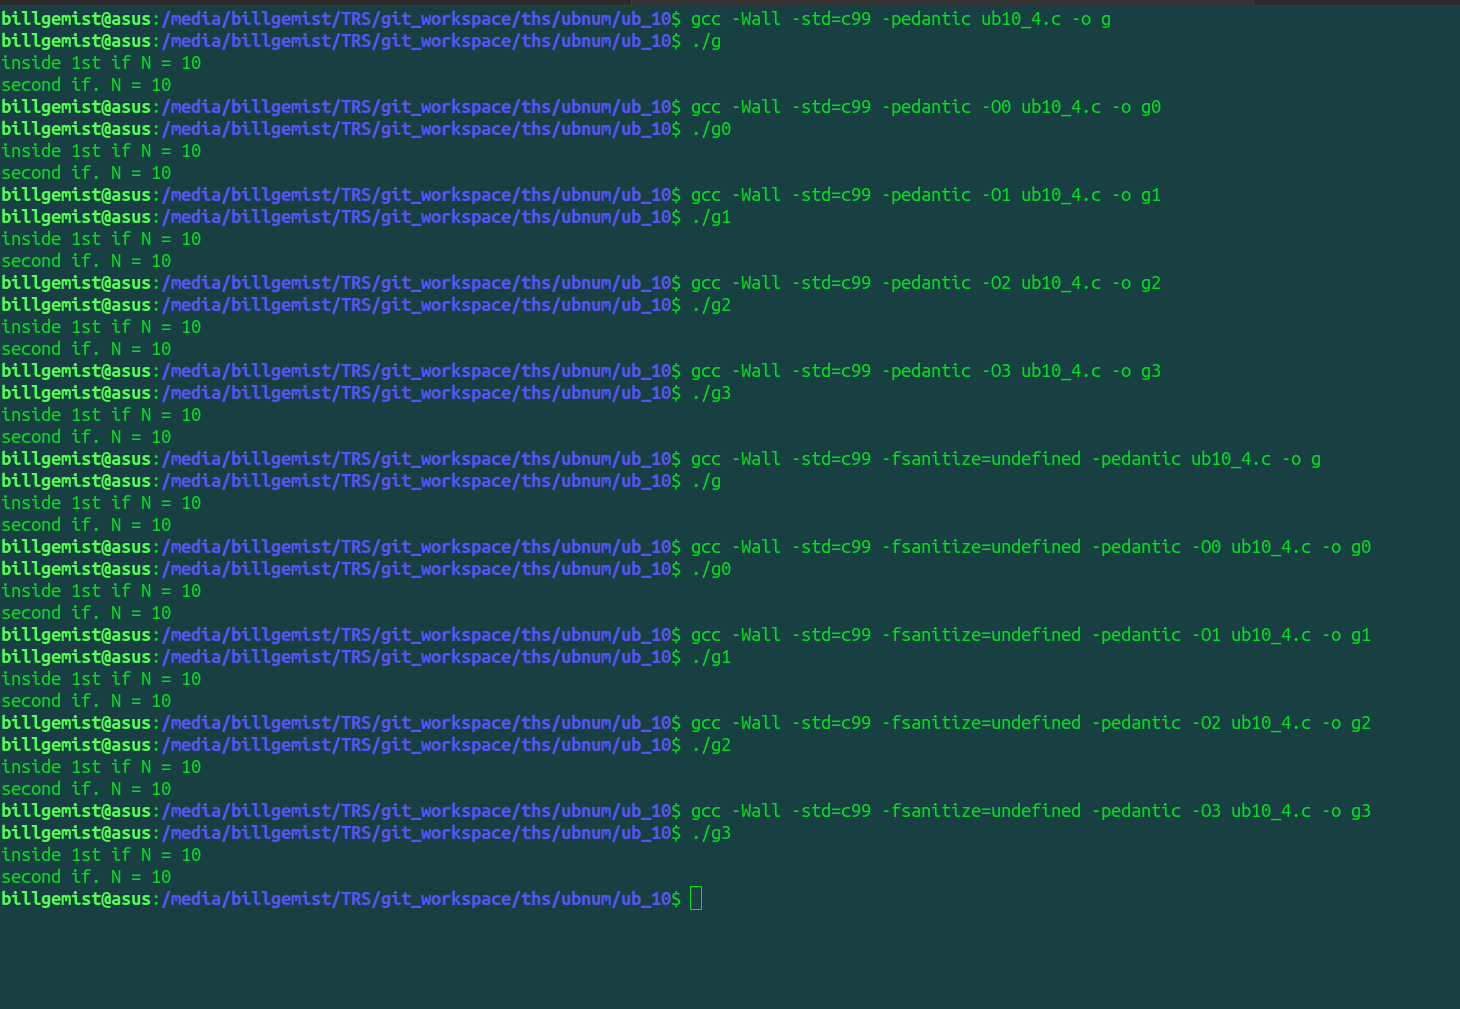 billgemist@asus:/media/billgemist/TRS/git_workspace/ths/ubnum/ub_10$ gcc -Wall -std=c99 -pedantic ub10_4.c -o g
billgemist@asus:/media/billgemist/TRS/git_workspace/ths/ubnum/ub_10$ ./g
inside 1st if N = 10
second if. N = 10
billgemist@asus:/media/billgemist/TRS/git_workspace/ths/ubnum/ub_10$ gcc -Wall -std=c99 -pedantic -O0 ub10_4.c -o g0
billgemist@asus:/media/billgemist/TRS/git_workspace/ths/ubnum/ub_10$ ./g0
inside 1st if N = 10
second if. N = 10
billgemist@asus:/media/billgemist/TRS/git_workspace/ths/ubnum/ub_10$ gcc -Wall -std=c99 -pedantic -O1 ub10_4.c -o g1
billgemist@asus:/media/billgemist/TRS/git_workspace/ths/ubnum/ub_10$ ./g1
inside 1st if N = 10
second if. N = 10
billgemist@asus:/media/billgemist/TRS/git_workspace/ths/ubnum/ub_10$ gcc -Wall -std=c99 -pedantic -O2 ub10_4.c -o g2
billgemist@asus:/media/billgemist/TRS/git_workspace/ths/ubnum/ub_10$ ./g2
inside 1st if N = 10
second if. N = 10
billgemist@asus:/media/billgemist/TRS/git_workspace/ths/ubnum/ub_10$ gcc -Wall -std=c99 -pedantic -O3 ub10_4.c -o g3
billgemist@asus:/media/billgemist/TRS/git_workspace/ths/ubnum/ub_10$ ./g3
inside 1st if N = 10
second if. N = 10
billgemist@asus:/media/billgemist/TRS/git_workspace/ths/ubnum/ub_10$ gcc -Wall -std=c99 -fsanitize=undefined -pedantic ub10_4.c -o g
billgemist@asus:/media/billgemist/TRS/git_workspace/ths/ubnum/ub_10$ ./g
inside 1st if N = 10
second if. N = 10
billgemist@asus:/media/billgemist/TRS/git_workspace/ths/ubnum/ub_10$ gcc -Wall -std=c99 -fsanitize=undefined -pedantic -O0 ub10_4.c -o g0
billgemist@asus:/media/billgemist/TRS/git_workspace/ths/ubnum/ub_10$ ./g0
inside 1st if N = 10
second if. N = 10
billgemist@asus:/media/billgemist/TRS/git_workspace/ths/ubnum/ub_10$ gcc -Wall -std=c99 -fsanitize=undefined -pedantic -O1 ub10_4.c -o g1
billgemist@asus:/media/billgemist/TRS/git_workspace/ths/ubnum/ub_10$ ./g1
inside 1st if N = 10
second if. N = 10
billgemist@asus:/media/billgemist/TRS/git_workspace/ths/ubnum/ub_10$ gcc -Wall -std=c99 -fsanitize=undefined -pedantic -O2 ub10_4.c -o g2
billgemist@asus:/media/billgemist/TRS/git_workspace/ths/ubnum/ub_10$ ./g2
inside 1st if N = 10
second if. N = 10
billgemist@asus:/media/billgemist/TRS/git_workspace/ths/ubnum/ub_10$ gcc -Wall -std=c99 -fsanitize=undefined -pedantic -O3 ub10_4.c -o g3
billgemist@asus:/media/billgemist/TRS/git_workspace/ths/ubnum/ub_10$ ./g3
inside 1st if N = 10
second if. N = 10
billgemist@asus:/media/billgemist/TRS/git_workspace/ths/ubnum/ub_10$